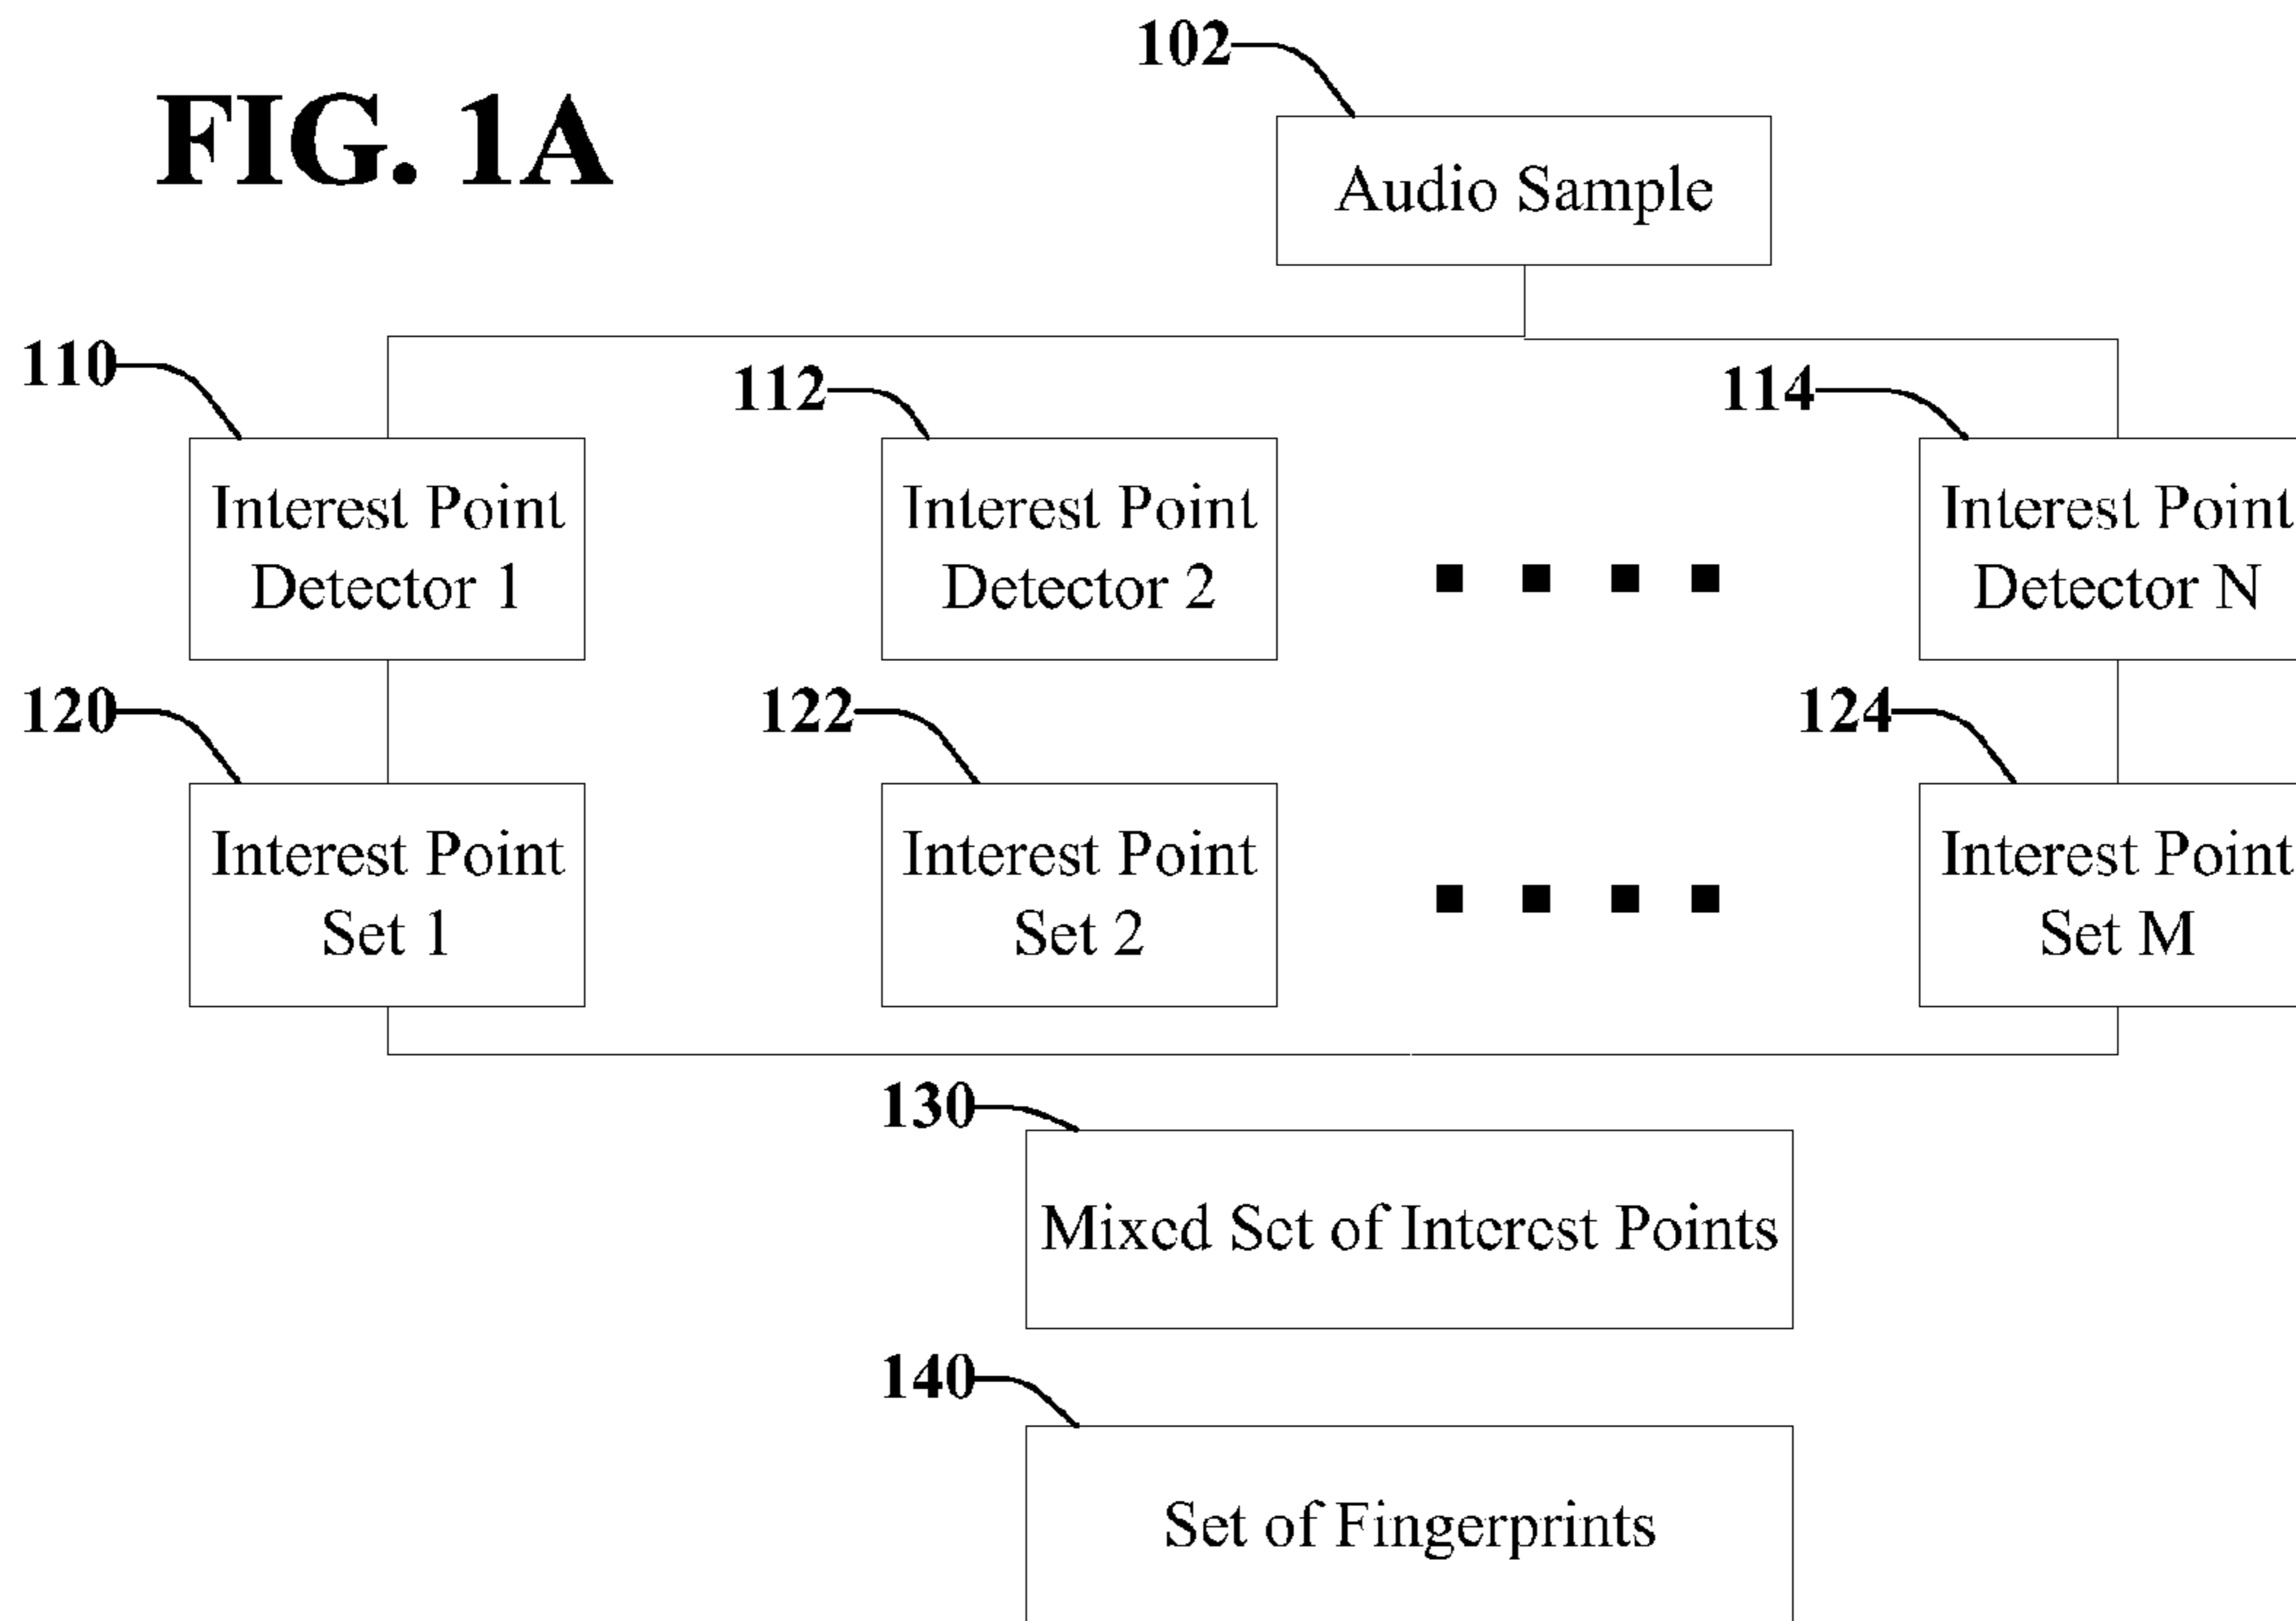 FIG. 1A
102
Audio Sample
110
112
114
Interest Point
Detector 1
Interest Point
Detector 2
Interest Point
Detector N
120
122
124
Interest Point
Set 1
Interest Point
Set 2
Interest Point
Set M
130
Mixed Set of Interest Points
140
Set of Fingerprints